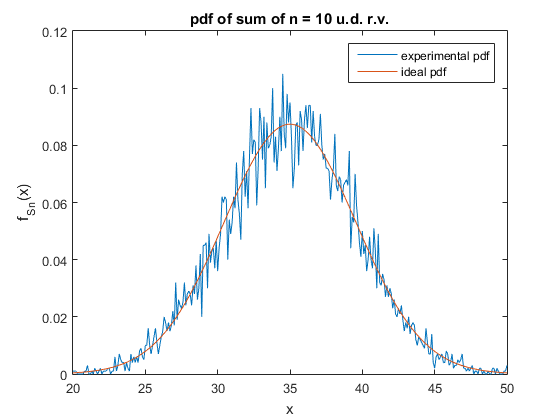 pdf of sum of n = 10 u.d. r.v.
0.12
0.1
0.08
0.06
0.04
0.02
0
f_Sn(x)
experimental pdf
ideal pdf
20 25 30 35 40 45 50
x